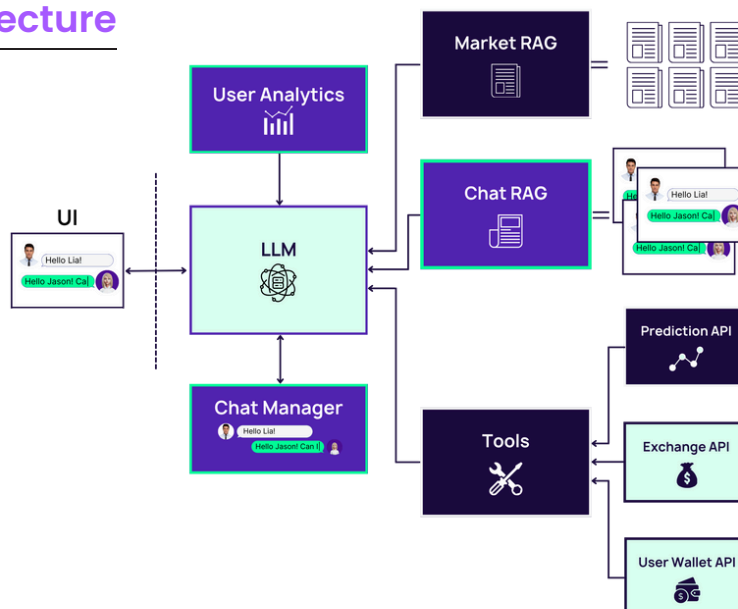 ecture
Market RAG
User Analytics
Chat RAG
Hello Lia!
Hello Jason! Ca
UI
Hello Lia!
Hello Jason! Ca
LLM
He
Hello Jason! Ca
Prediction API
Chat Manager
Hello Lia!
Hello Jason! Can I
Tools
Exchange API
$
User Wallet API
$